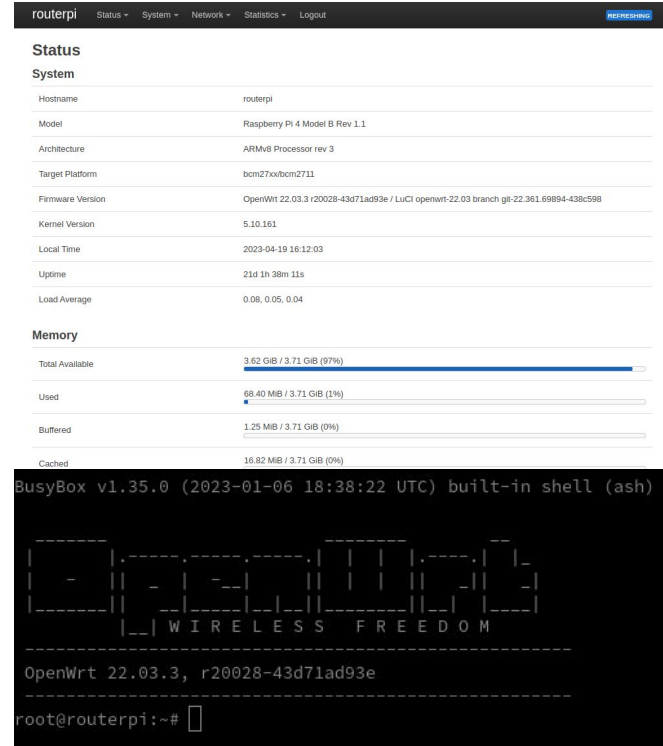 routerpi Status System Network Statistics Logout REFRESHING
Status
System
Hostname routerpi
Model Raspberry Pi 4 Model B Rev 1.1
Architecture ARMv8 Processor rev 3
Target Platform bcm27xx/bcm2711
Firmware Version OpenWrt 22.03.3 r20028-43d71ad93e / LuCI openwrt-22.03 branch git-22.361.69894-438c598
Kernel Version 5.10.161
Local Time 2023-04-19 16:12:03
Uptime 21d 1h 38m 11s
Load Average 0.08, 0.05, 0.04
Memory
Total Available 3.62 GiB / 3.71 GiB (97%)
Used 68.40 MiB / 3.71 GiB (1%)
Buffered 1.25 MiB / 3.71 GiB (0%)
Cached 16.82 MiB / 3.71 GiB (0%)
BusyBox v1.35.0 (2023-01-06 18:38:22 UTC) built-in shell (ash)
OpenWrt
W I R E L E S S   F R E E D O M
OpenWrt 22.03.3, r20028-43d71ad93e
root@routerpi:~#